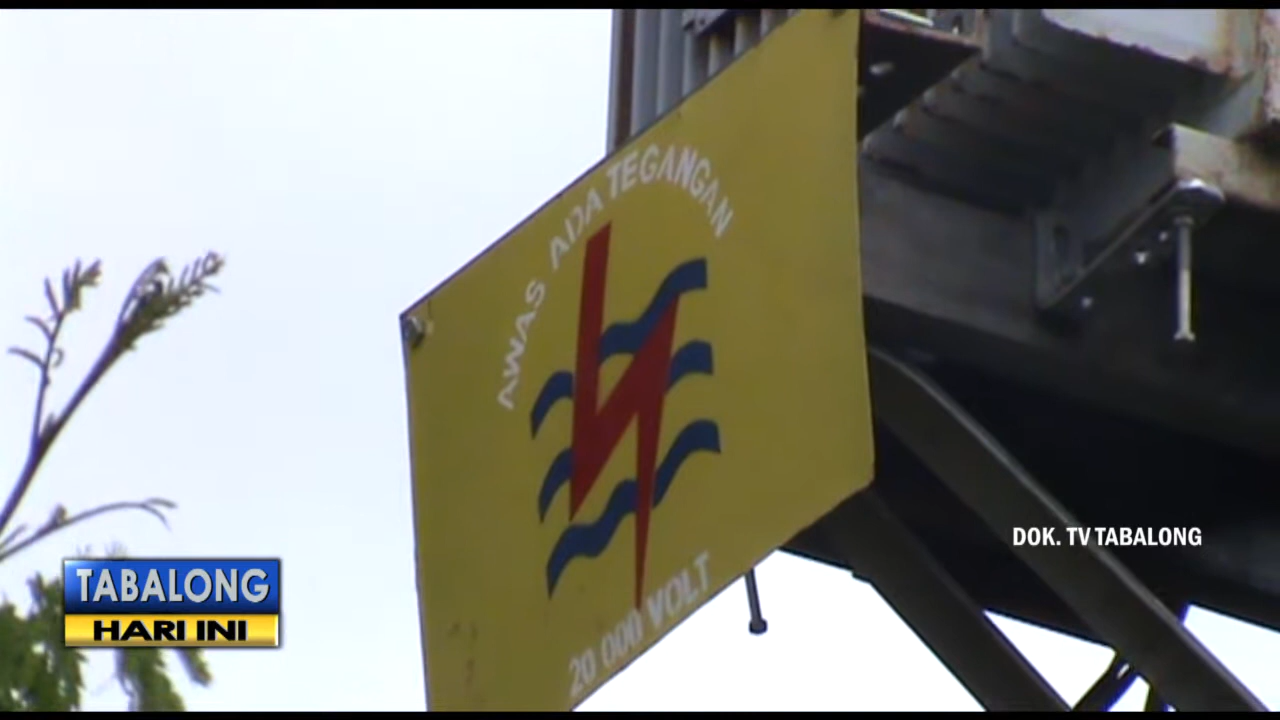 AWAS ADA TEGANGAN
20 000 VOLT
DOK. TV TABALONG
TABALONG
HARI INI